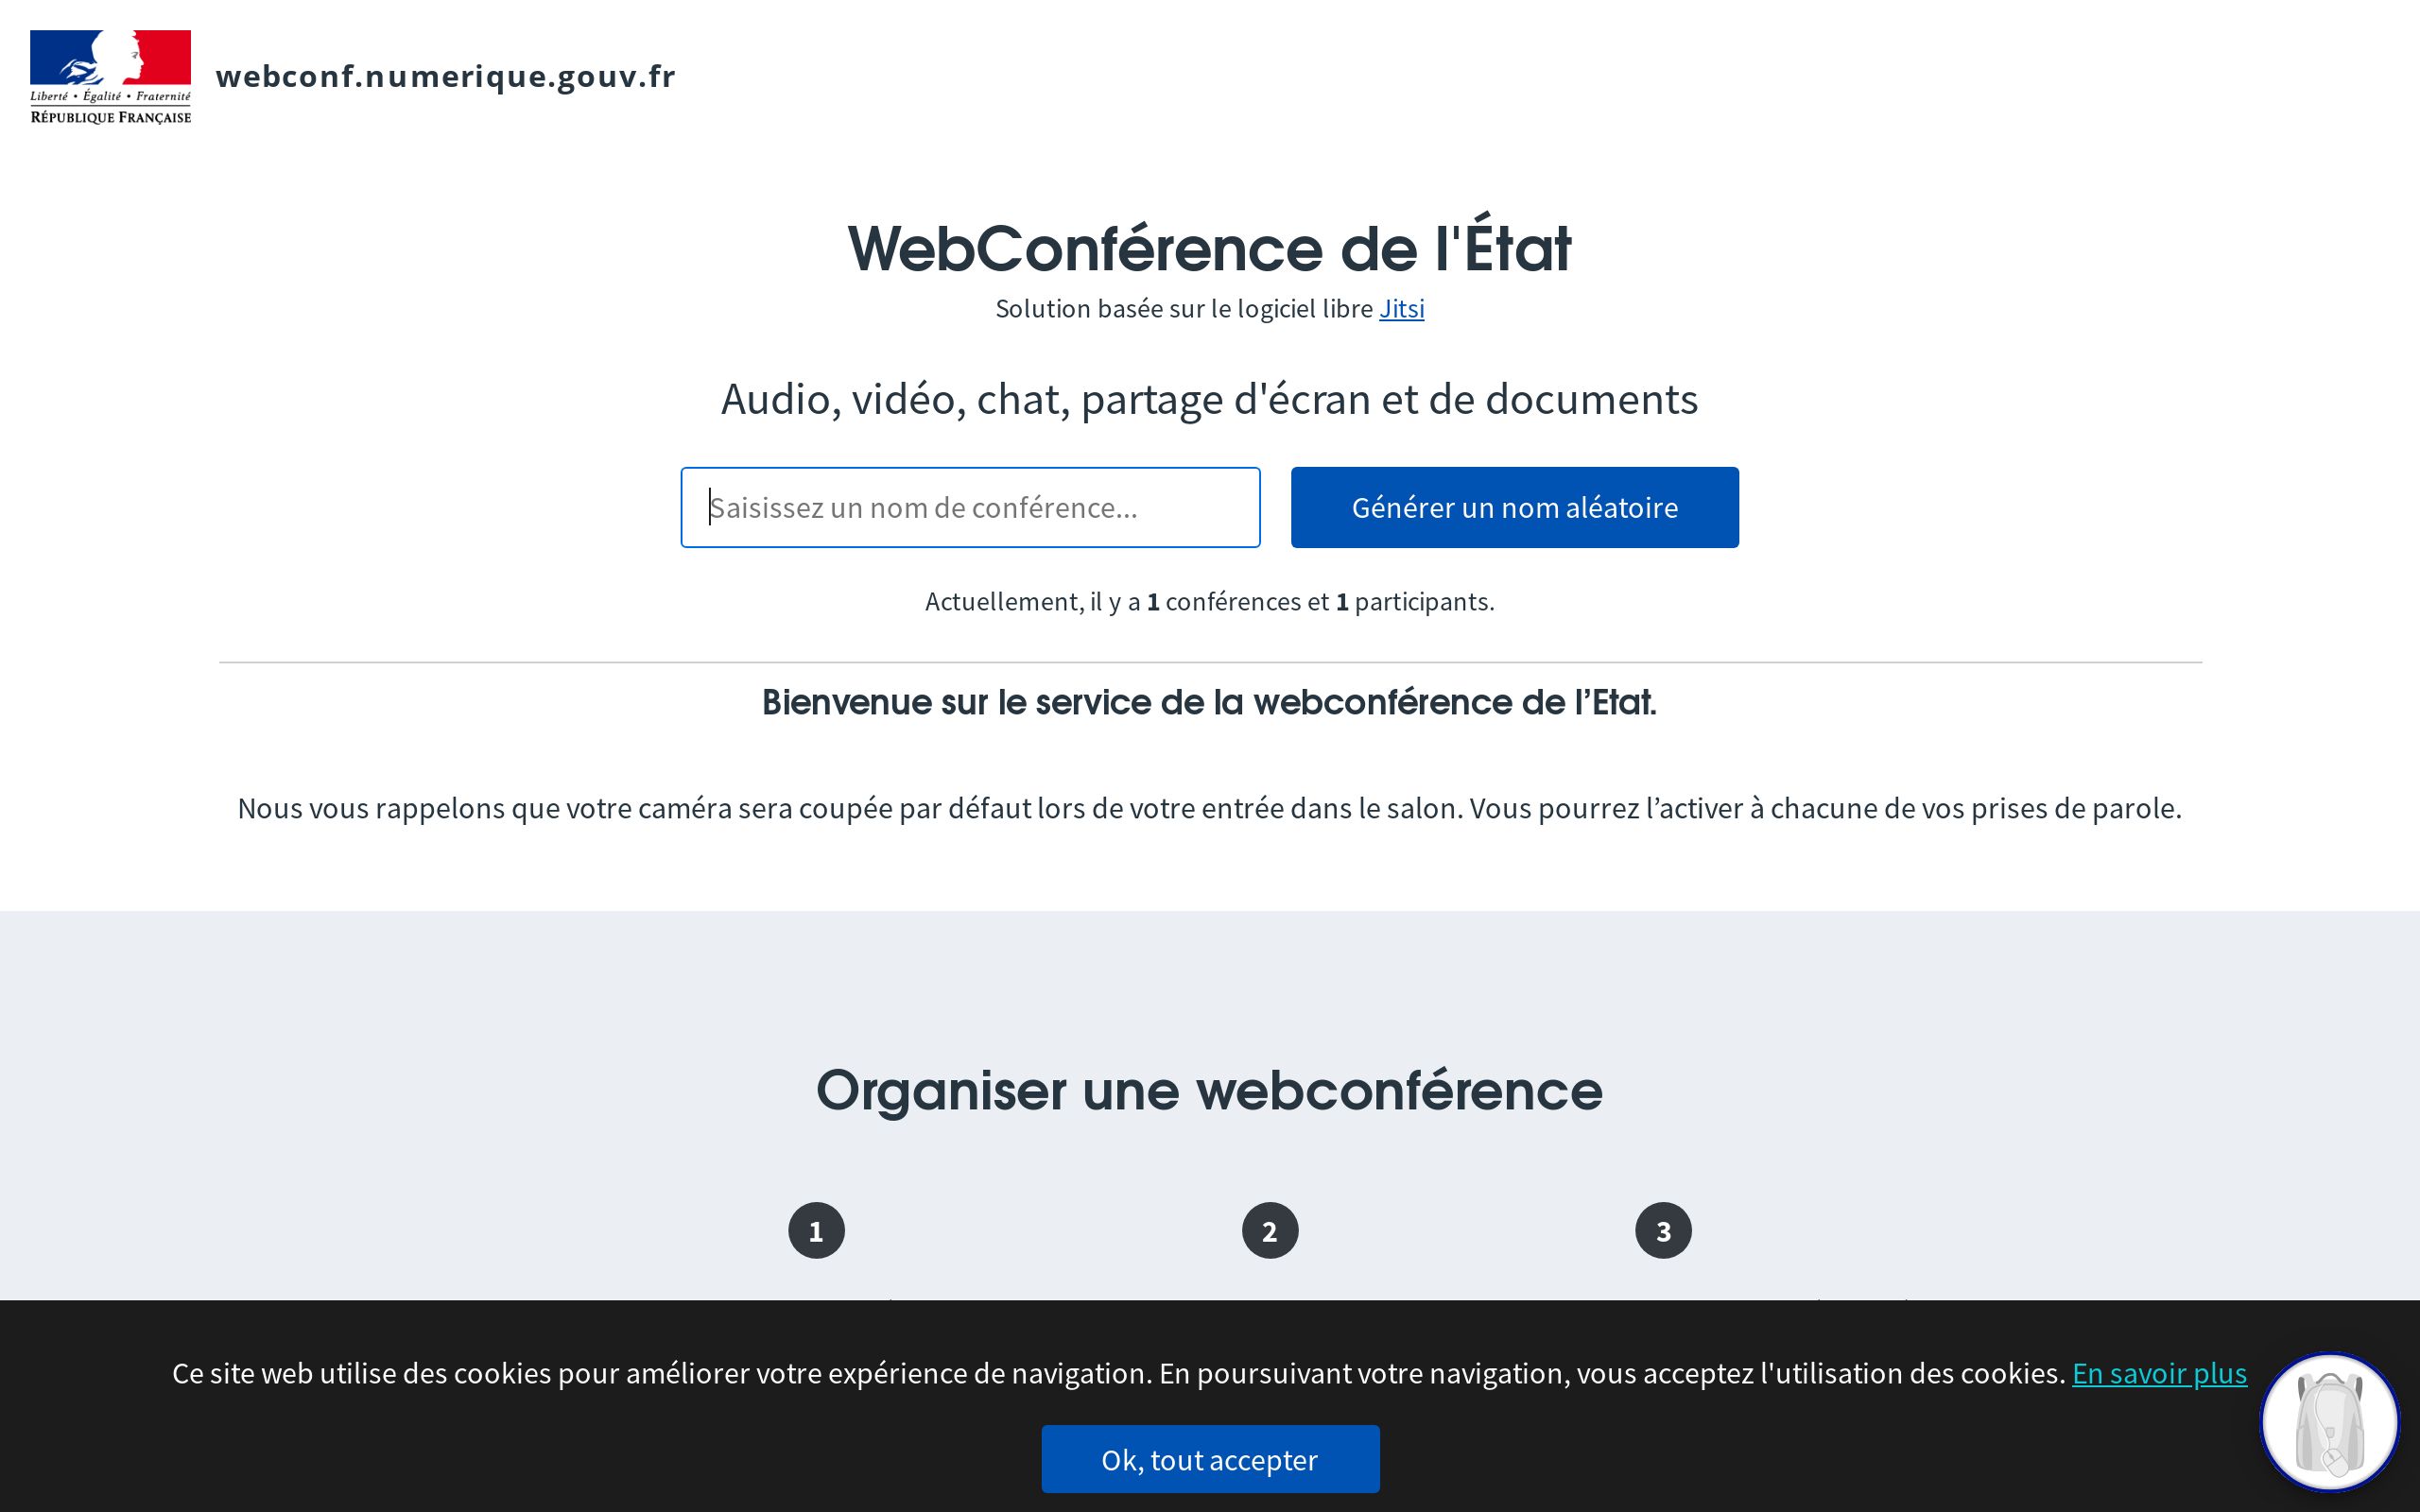 Liberté • Égalité • Fraternité
RÉPUBLIQUE FRANÇAISE
webconf.numerique.gouv.fr
WebConférence de l'État
Solution basée sur le logiciel libre Jitsi
Audio, vidéo, chat, partage d'écran et de documents
Saisissez un nom de conférence...
Générer un nom aléatoire
Actuellement, il y a 1 conférences et 1 participants.
Bienvenue sur le service de la webconférence de l’Etat.
Nous vous rappelons que votre caméra sera coupée par défaut lors de votre entrée dans le salon. Vous pourrez l’activer à chacune de vos prises de parole.
Organiser une webconférence
1
2
3
Ce site web utilise des cookies pour améliorer votre expérience de navigation. En poursuivant votre navigation, vous acceptez l'utilisation des cookies. En savoir plus
Ok, tout accepter